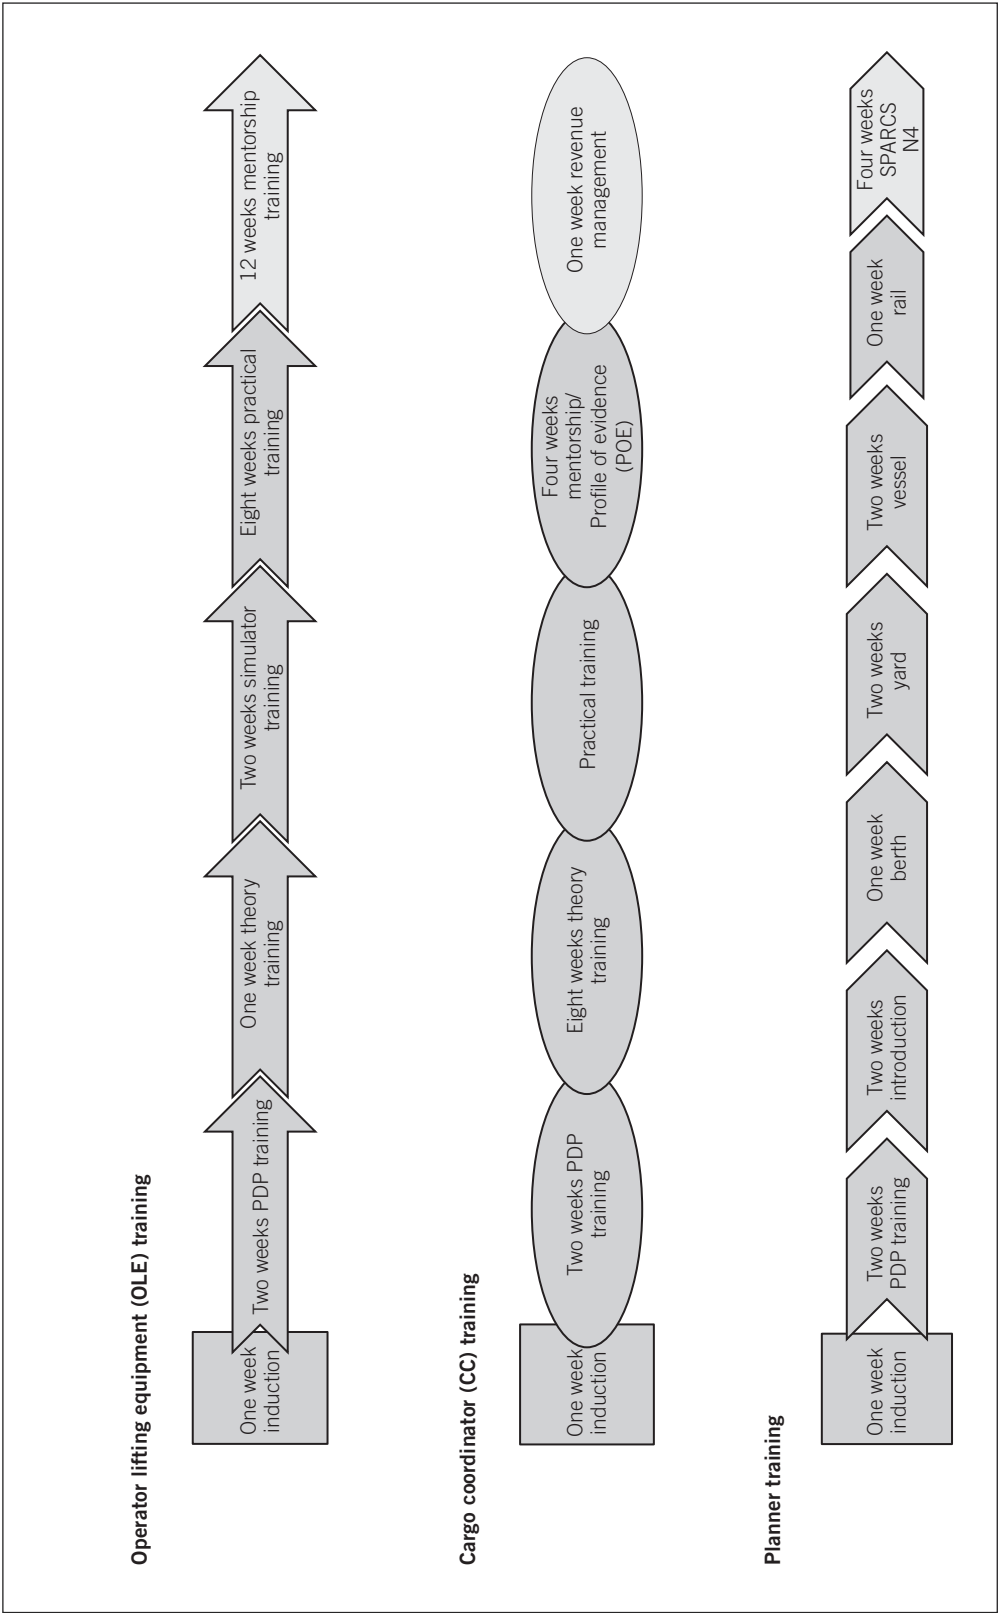 Operator lifting equipment (OLE) training
One week
induction
Two weeks PDP training
One week theory
training
Two weeks simulator
training
Eight weeks practical
training
12 weeks mentorship
training
Cargo coordinator (CC) training
One week
induction
Two weeks PDP
training
Eight weeks theory
training
Practical training
Four weeks
mentorship/
Profile of evidence
(POE)
One week revenue
management
Planner training
One week
induction
Two weeks
PDP training
Two weeks
introduction
One week
berth
Two weeks
yard
Two weeks
vessel
One week
rail
Four weeks
SPARCS
N4